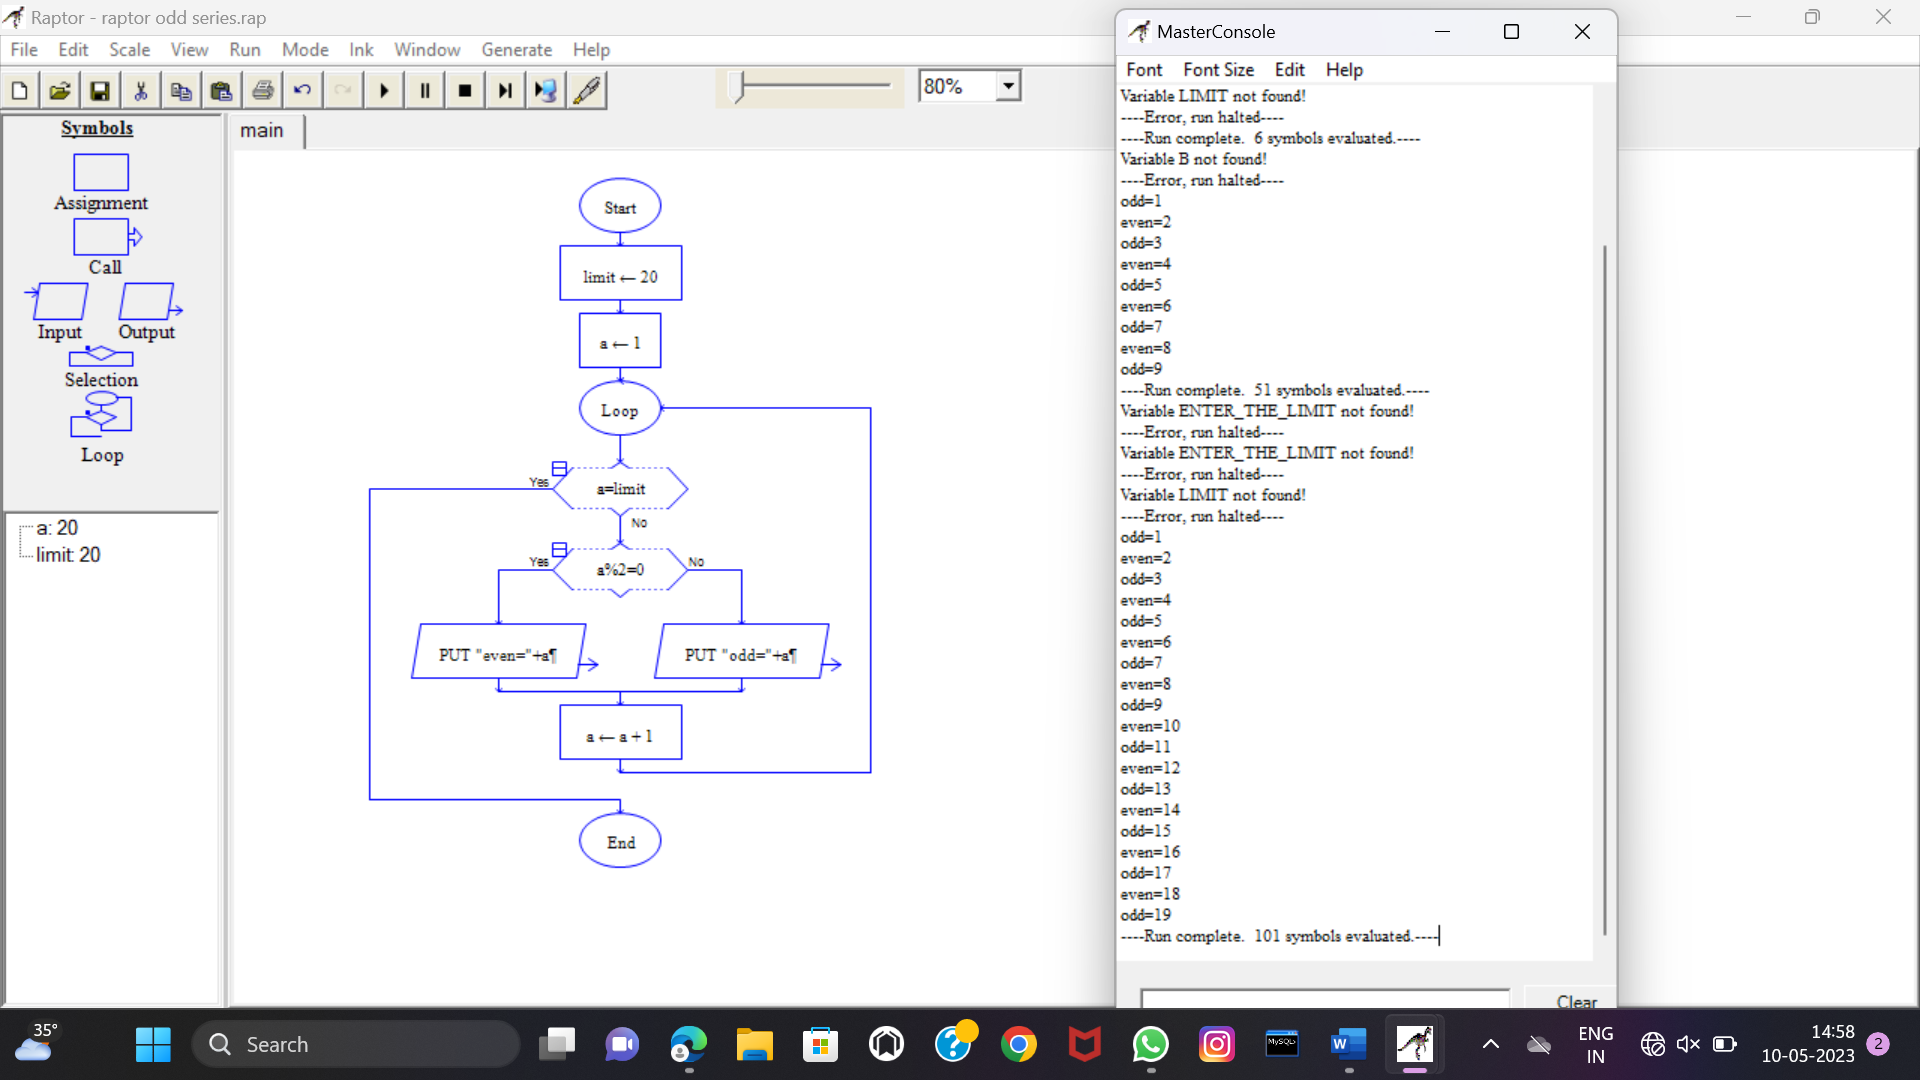 Raptor - raptor odd series.rap
File Edit Scale View Run Mode Ink Window Generate Help
80%
Symbols
Assignment
Call
Input Output
Selection
Loop
a: 20
limit: 20
main
Start
limit ← 20
a ← 1
Loop
Yes
a=limit
No
Yes
a%2=0
No
PUT "even="+a¶
PUT "odd="+a¶
a ← a + 1
End
MasterConsole
Font Font Size Edit Help
Variable LIMIT not found!
----Error, run halted----
----Run complete. 6 symbols evaluated.----
Variable B not found!
----Error, run halted----
odd=1
even=2
odd=3
even=4
odd=5
even=6
odd=7
even=8
odd=9
----Run complete. 51 symbols evaluated.----
Variable ENTER_THE_LIMIT not found!
----Error, run halted----
Variable ENTER_THE_LIMIT not found!
----Error, run halted----
Variable LIMIT not found!
----Error, run halted----
odd=1
even=2
odd=3
even=4
odd=5
even=6
odd=7
even=8
odd=9
even=10
odd=11
even=12
odd=13
even=14
odd=15
even=16
odd=17
even=18
odd=19
----Run complete. 101 symbols evaluated.----
Clear
35°
Search
MySQL
W
ENG
IN
14:58
10-05-2023
2